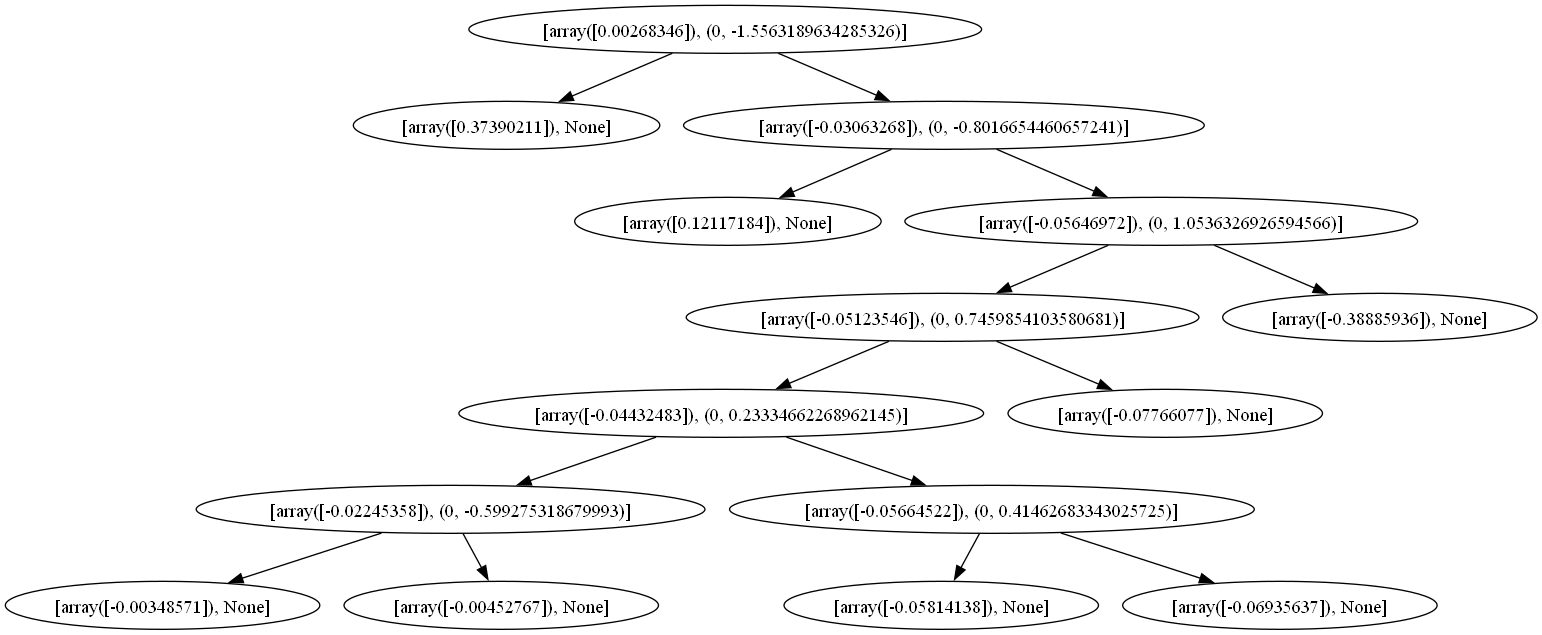 [array([0.00268346]), (0, -1.5563189634285326)]
[array([0.37390211]), None]
[array([-0.03063268]), (0, -0.8016654460657241)]
[array([0.12117184]), None]
[array([-0.05646972]), (0, 1.0536326926594566)]
[array([-0.05123546]), (0, 0.7459854103580681)]
[array([-0.38885936]), None]
[array([-0.04432483]), (0, 0.23334662268962145)]
[array([-0.07766077]), None]
[array([-0.02245358]), (0, -0.599275318679993)]
[array([-0.05664522]), (0, 0.41462683343025725)]
[array([-0.00348571]), None]
[array([-0.00452767]), None]
[array([-0.05814138]), None]
[array([-0.06935637]), None]